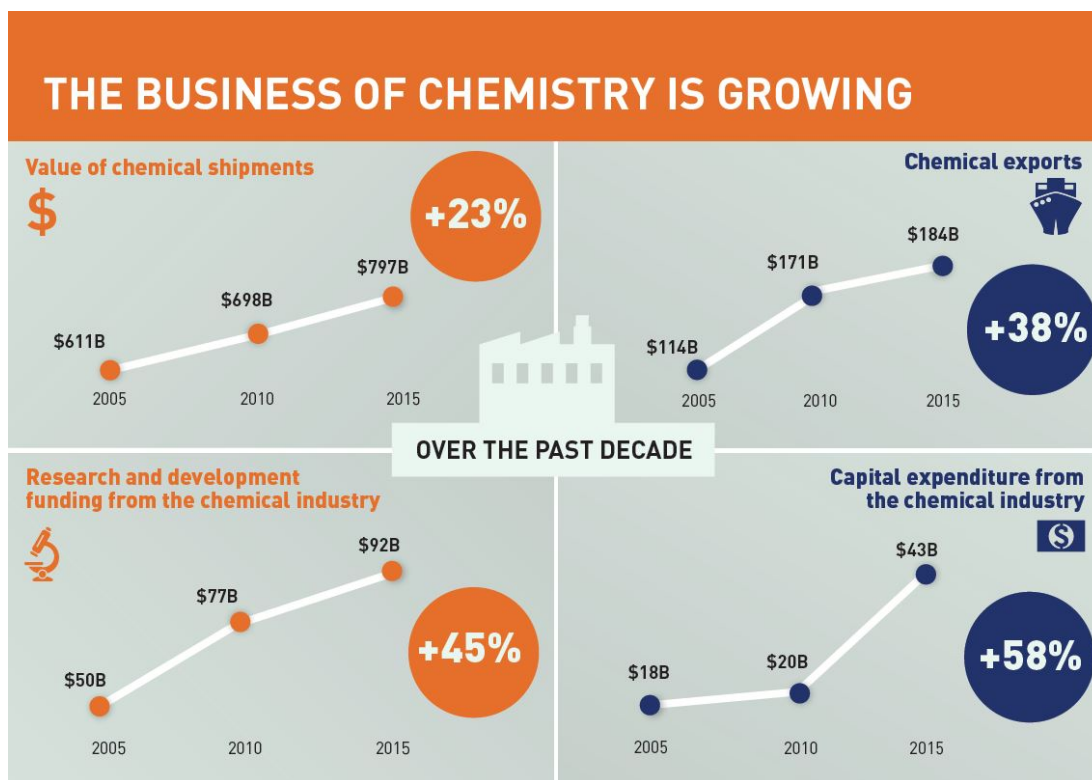 THE BUSINESS OF CHEMISTRY IS GROWING
Value of chemical shipments
$
+23%
$611B
$698B
$797B
2005
2010
2015
Chemical exports
$114B
$171B
$184B
+38%
2005
2010
2015
OVER THE PAST DECADE
Research and development
funding from the chemical industry
$50B
$77B
$92B
+45%
2005
2010
2015
Capital expenditure from
the chemical industry
$
$18B
$20B
$43B
+58%
2005
2010
2015